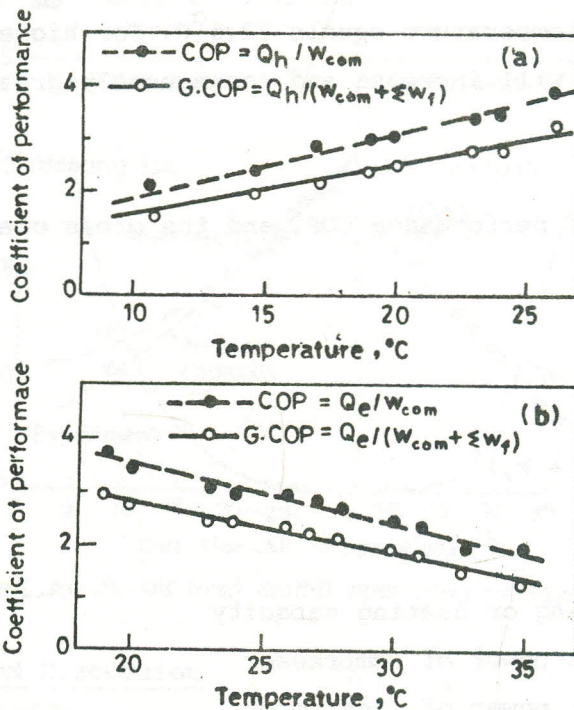 COP = Qh / Wcom (a)
G.COP = Qh/(Wcom + Σwf)
Coefficient of performance
4
2
0
10 15 20 25
Temperature , °C
COP = Qe / Wcom (b)
G.COP = Qe/(Wcom + Σwf)
Coefficient of performace
4
2
0
20 25 30 35
Temperature , °C